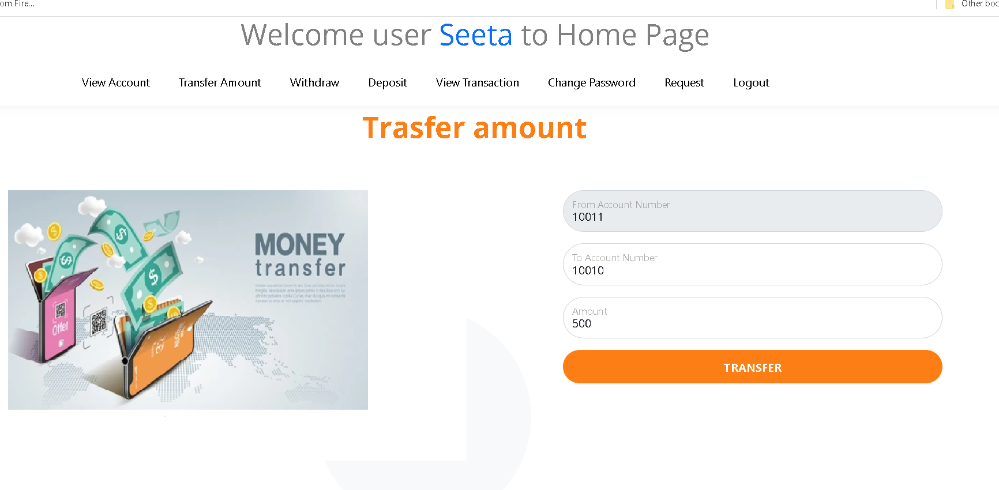 om Fire...
Other boo
Welcome user Seeta to Home Page
View Account Transfer Amount Withdraw Deposit View Transaction Change Password Request Logout
Trasfer amount
MONEY
transfer
Offer
From Account Number
10011
To Account Number
10010
Amount
500
TRANSFER